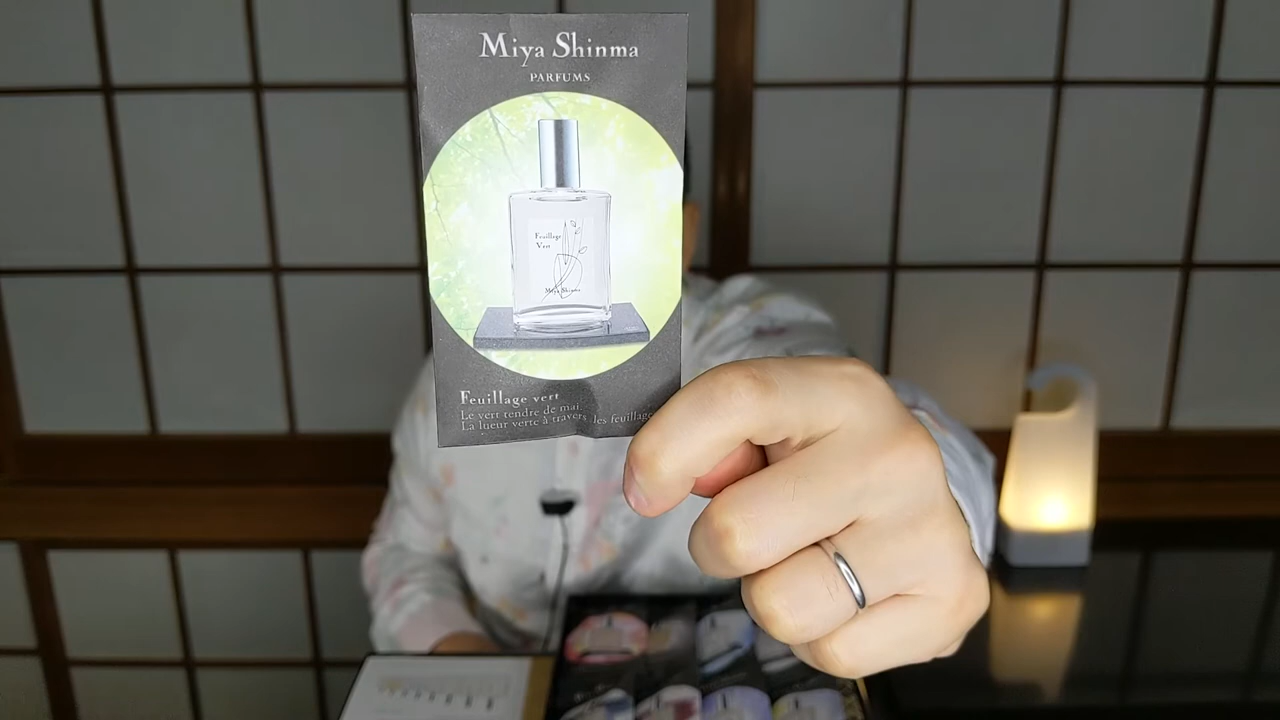 Miya Shinma
PARFUMS
Feuillage
Vert
Miya Shinma
Feuillage vert
Le vert tendre de mai
La lueur verte à travers les feuillage